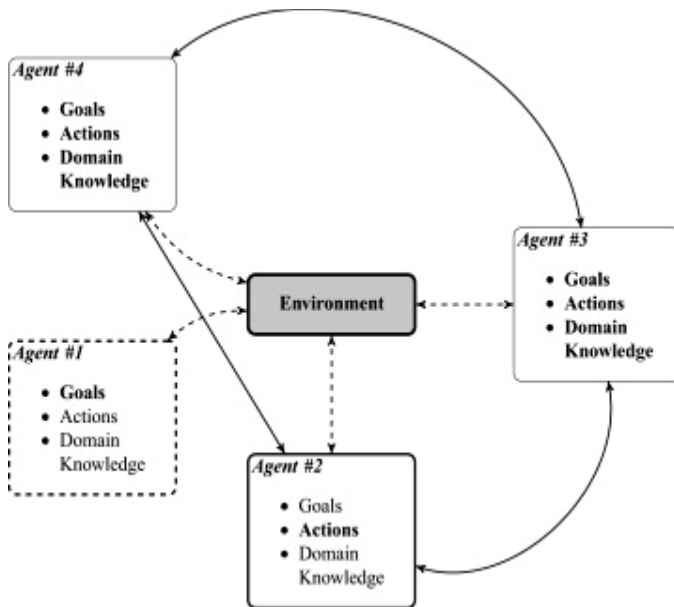 Agent #4
• Goals
• Actions
• Domain
Knowledge
Agent #3
• Goals
• Actions
• Domain
Knowledge
Environment
Agent #1
• Goals
• Actions
• Domain
Knowledge
Agent #2
• Goals
• Actions
• Domain
Knowledge